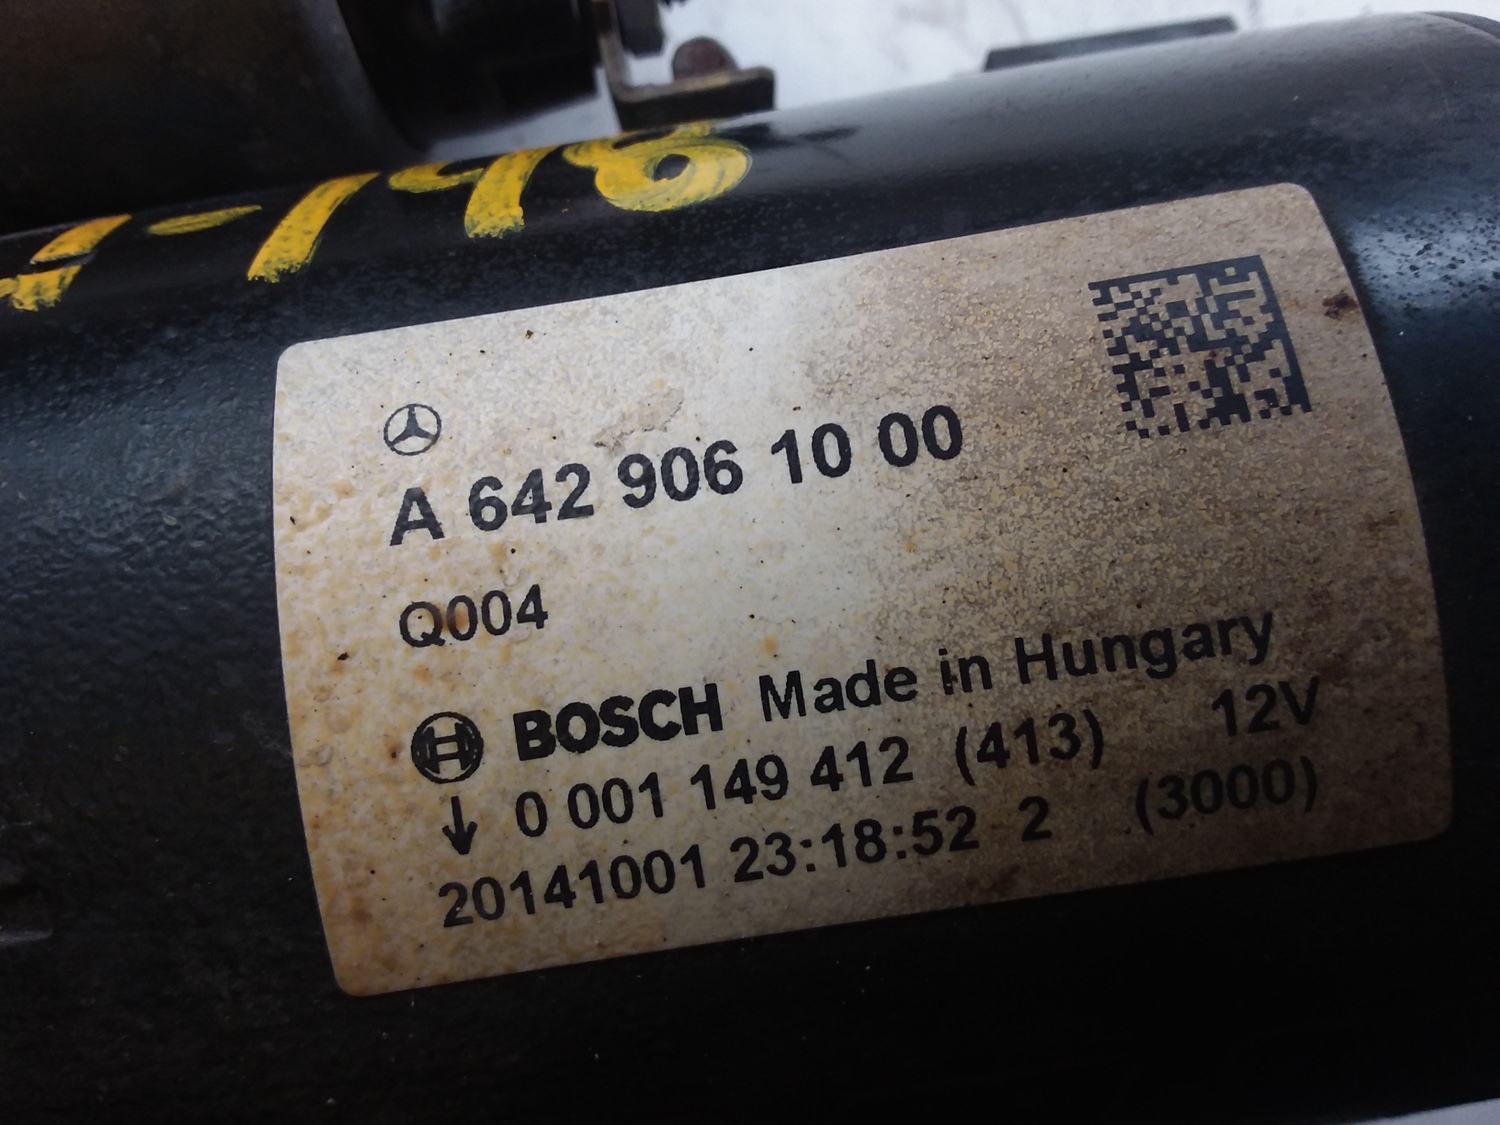 -198
A 642 906 10 00
Q004
BOSCH Made in Hungary
0 001 149 412 (413) 12V
20141001 23:18:52 2 (3000)